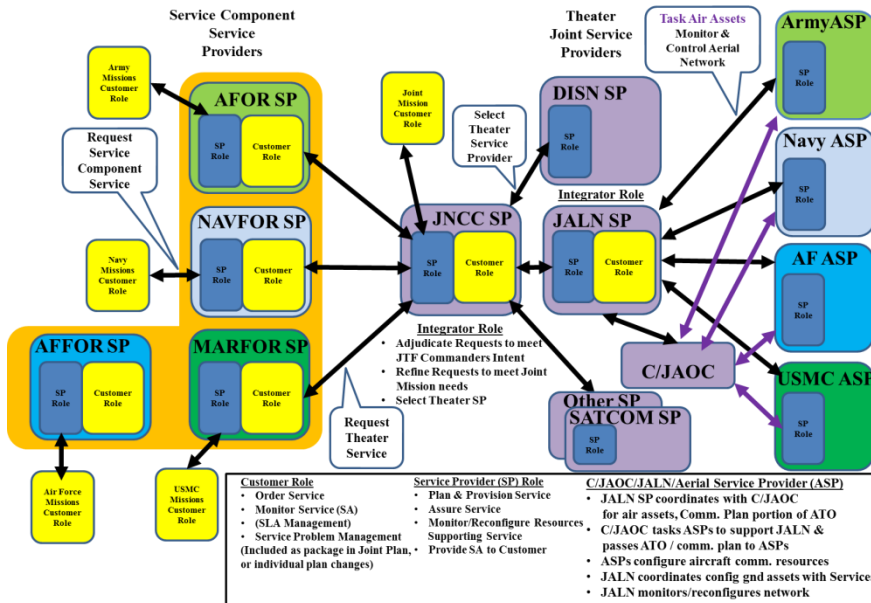 Service Component
Service
Providers
Theater
Joint Service
Providers
Task Air Assets
Monitor &
Control Aerial
Network
ArmyASP
SP
Role
Army
Missions
Customer
Role
AFOR SP
SP
Role
Customer
Role
Joint
Mission
Customer
Role
Select
Theater
Service
Provider
DISN SP
SP
Role
Navy ASP
SP
Role
Request
Service
Component
Service
Integrator Role
NAVFOR SP
SP
Role
Customer
Role
JNCC SP
SP
Role
Customer
Role
JALN SP
SP
Role
Customer
Role
AF ASP
SP
Role
Navy
Missions
Customer
Role
AFFOR SP
SP
Role
Customer
Role
MARFOR SP
SP
Role
Customer
Role
Integrator Role
• Adjudicate Requests to meet
JTF Commanders Intent
• Refine Requests to meet Joint
Mission needs
• Select Theater SP
C/JAOC
USMC ASP
SP
Role
Other SP
SATCOM SP
SP
Role
Request
Theater
Service
Air Force
Missions
Customer
Role
USMC
Missions
Customer
Role
Customer Role
• Order Service
• Monitor Service (SA)
• (SLA Management)
• Service Problem Management
(Included as package in Joint Plan,
or individual plan changes)
Service Provider (SP) Role
• Plan & Provision Service
• Assure Service
• Monitor/Reconfigure Resources
Supporting Service
• Provide SA to Customer
C/JAOC/JALN/Aerial Service Provider (ASP)
• JALN SP coordinates with C/JAOC
for air assets, Comm. Plan portion of ATO
• C/JAOC tasks ASPs to support JALN &
passes ATO / comm. plan to ASPs
• ASPs configure aircraft comm. resources
• JALN coordinates config gnd assets with Services
• JALN monitors/reconfigures network